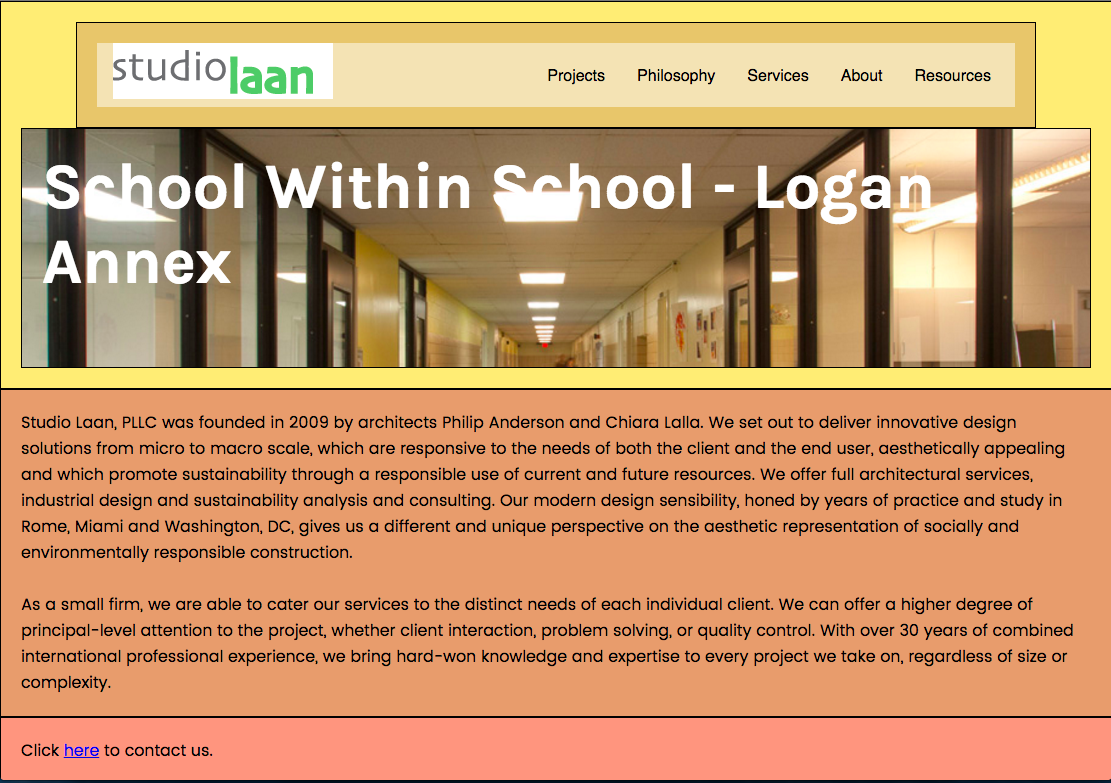 studiolaan
Projects Philosophy Services About Resources
School Within School - Logan
Annex
Studio Laan, PLLC was founded in 2009 by architects Philip Anderson and Chiara Lalla. We set out to deliver innovative design
solutions from micro to macro scale, which are responsive to the needs of both the client and the end user, aesthetically appealing
and which promote sustainability through a responsible use of current and future resources. We offer full architectural services,
industrial design and sustainability analysis and consulting. Our modern design sensibility, honed by years of practice and study in
Rome, Miami and Washington, DC, gives us a different and unique perspective on the aesthetic representation of socially and
environmentally responsible construction.
As a small firm, we are able to cater our services to the distinct needs of each individual client. We can offer a higher degree of
principal-level attention to the project, whether client interaction, problem solving, or quality control. With over 30 years of combined
international professional experience, we bring hard-won knowledge and expertise to every project we take on, regardless of size or
complexity.
Click here to contact us.